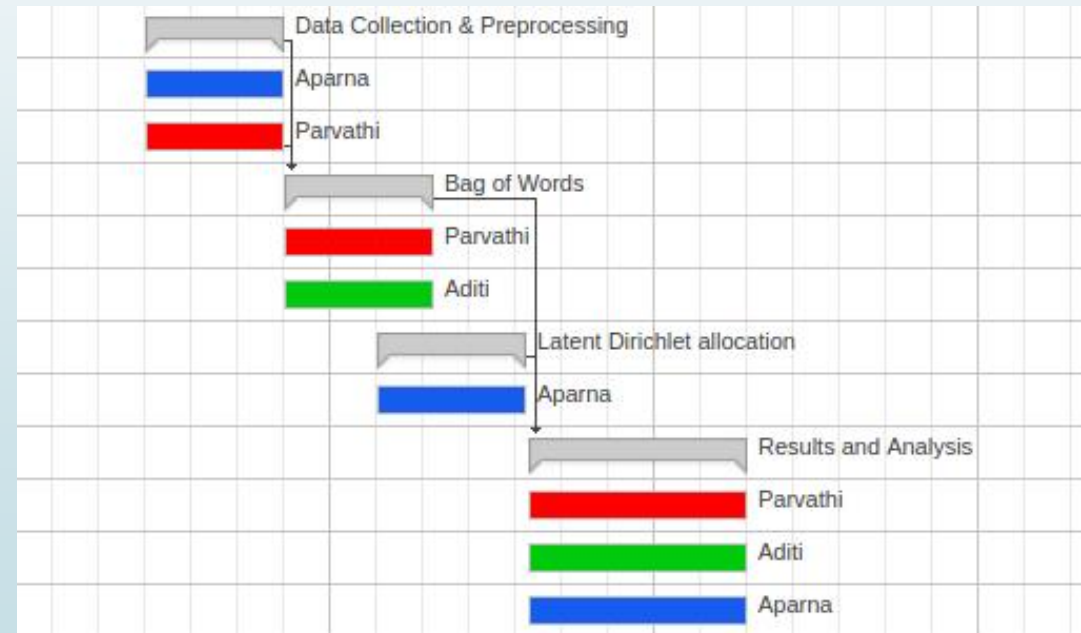 Data Collection & Preprocessing
Aparna
Parvathi
Bag of Words
Parvathi
Aditi
Latent Dirichlet allocation
Aparna
Results and Analysis
Parvathi
Aditi
Aparna